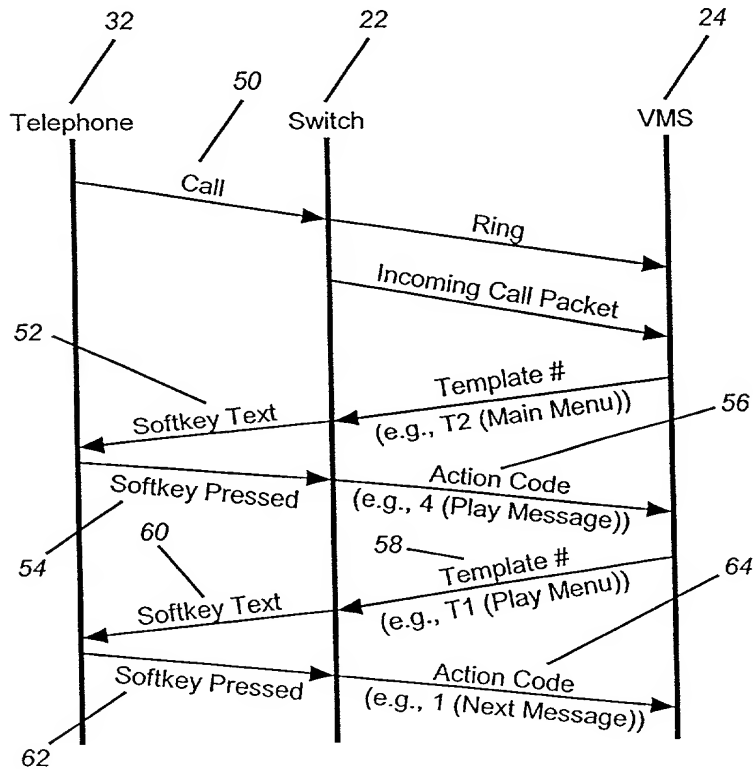 32
22
24
50
Telephone
Switch
VMS
Call
Ring
Incoming Call Packet
52
Template #
56
Softkey Text
(e.g., T2 (Main Menu))
Action Code
Softkey Pressed
(e.g., 4 (Play Message))
60
58
54
Template #
64
Softkey Text
(e.g., T1 (Play Menu))
Action Code
Softkey Pressed
(e.g., 1 (Next Message))
62